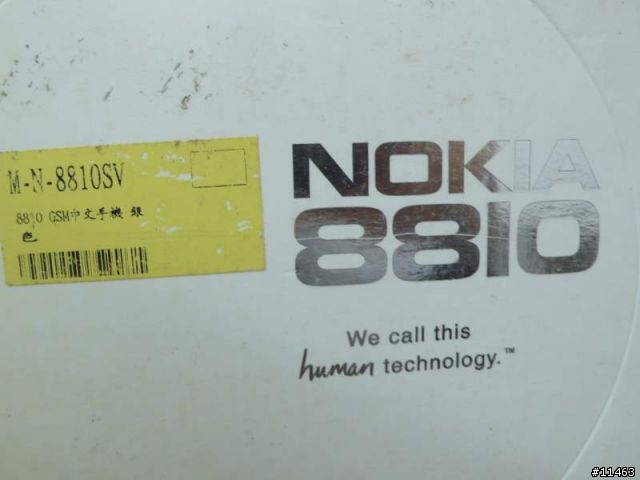 M-N-8810SV
8810 GSM中文手機 銀
色
NOKIA
8810
We call this
human technology.™
#11463